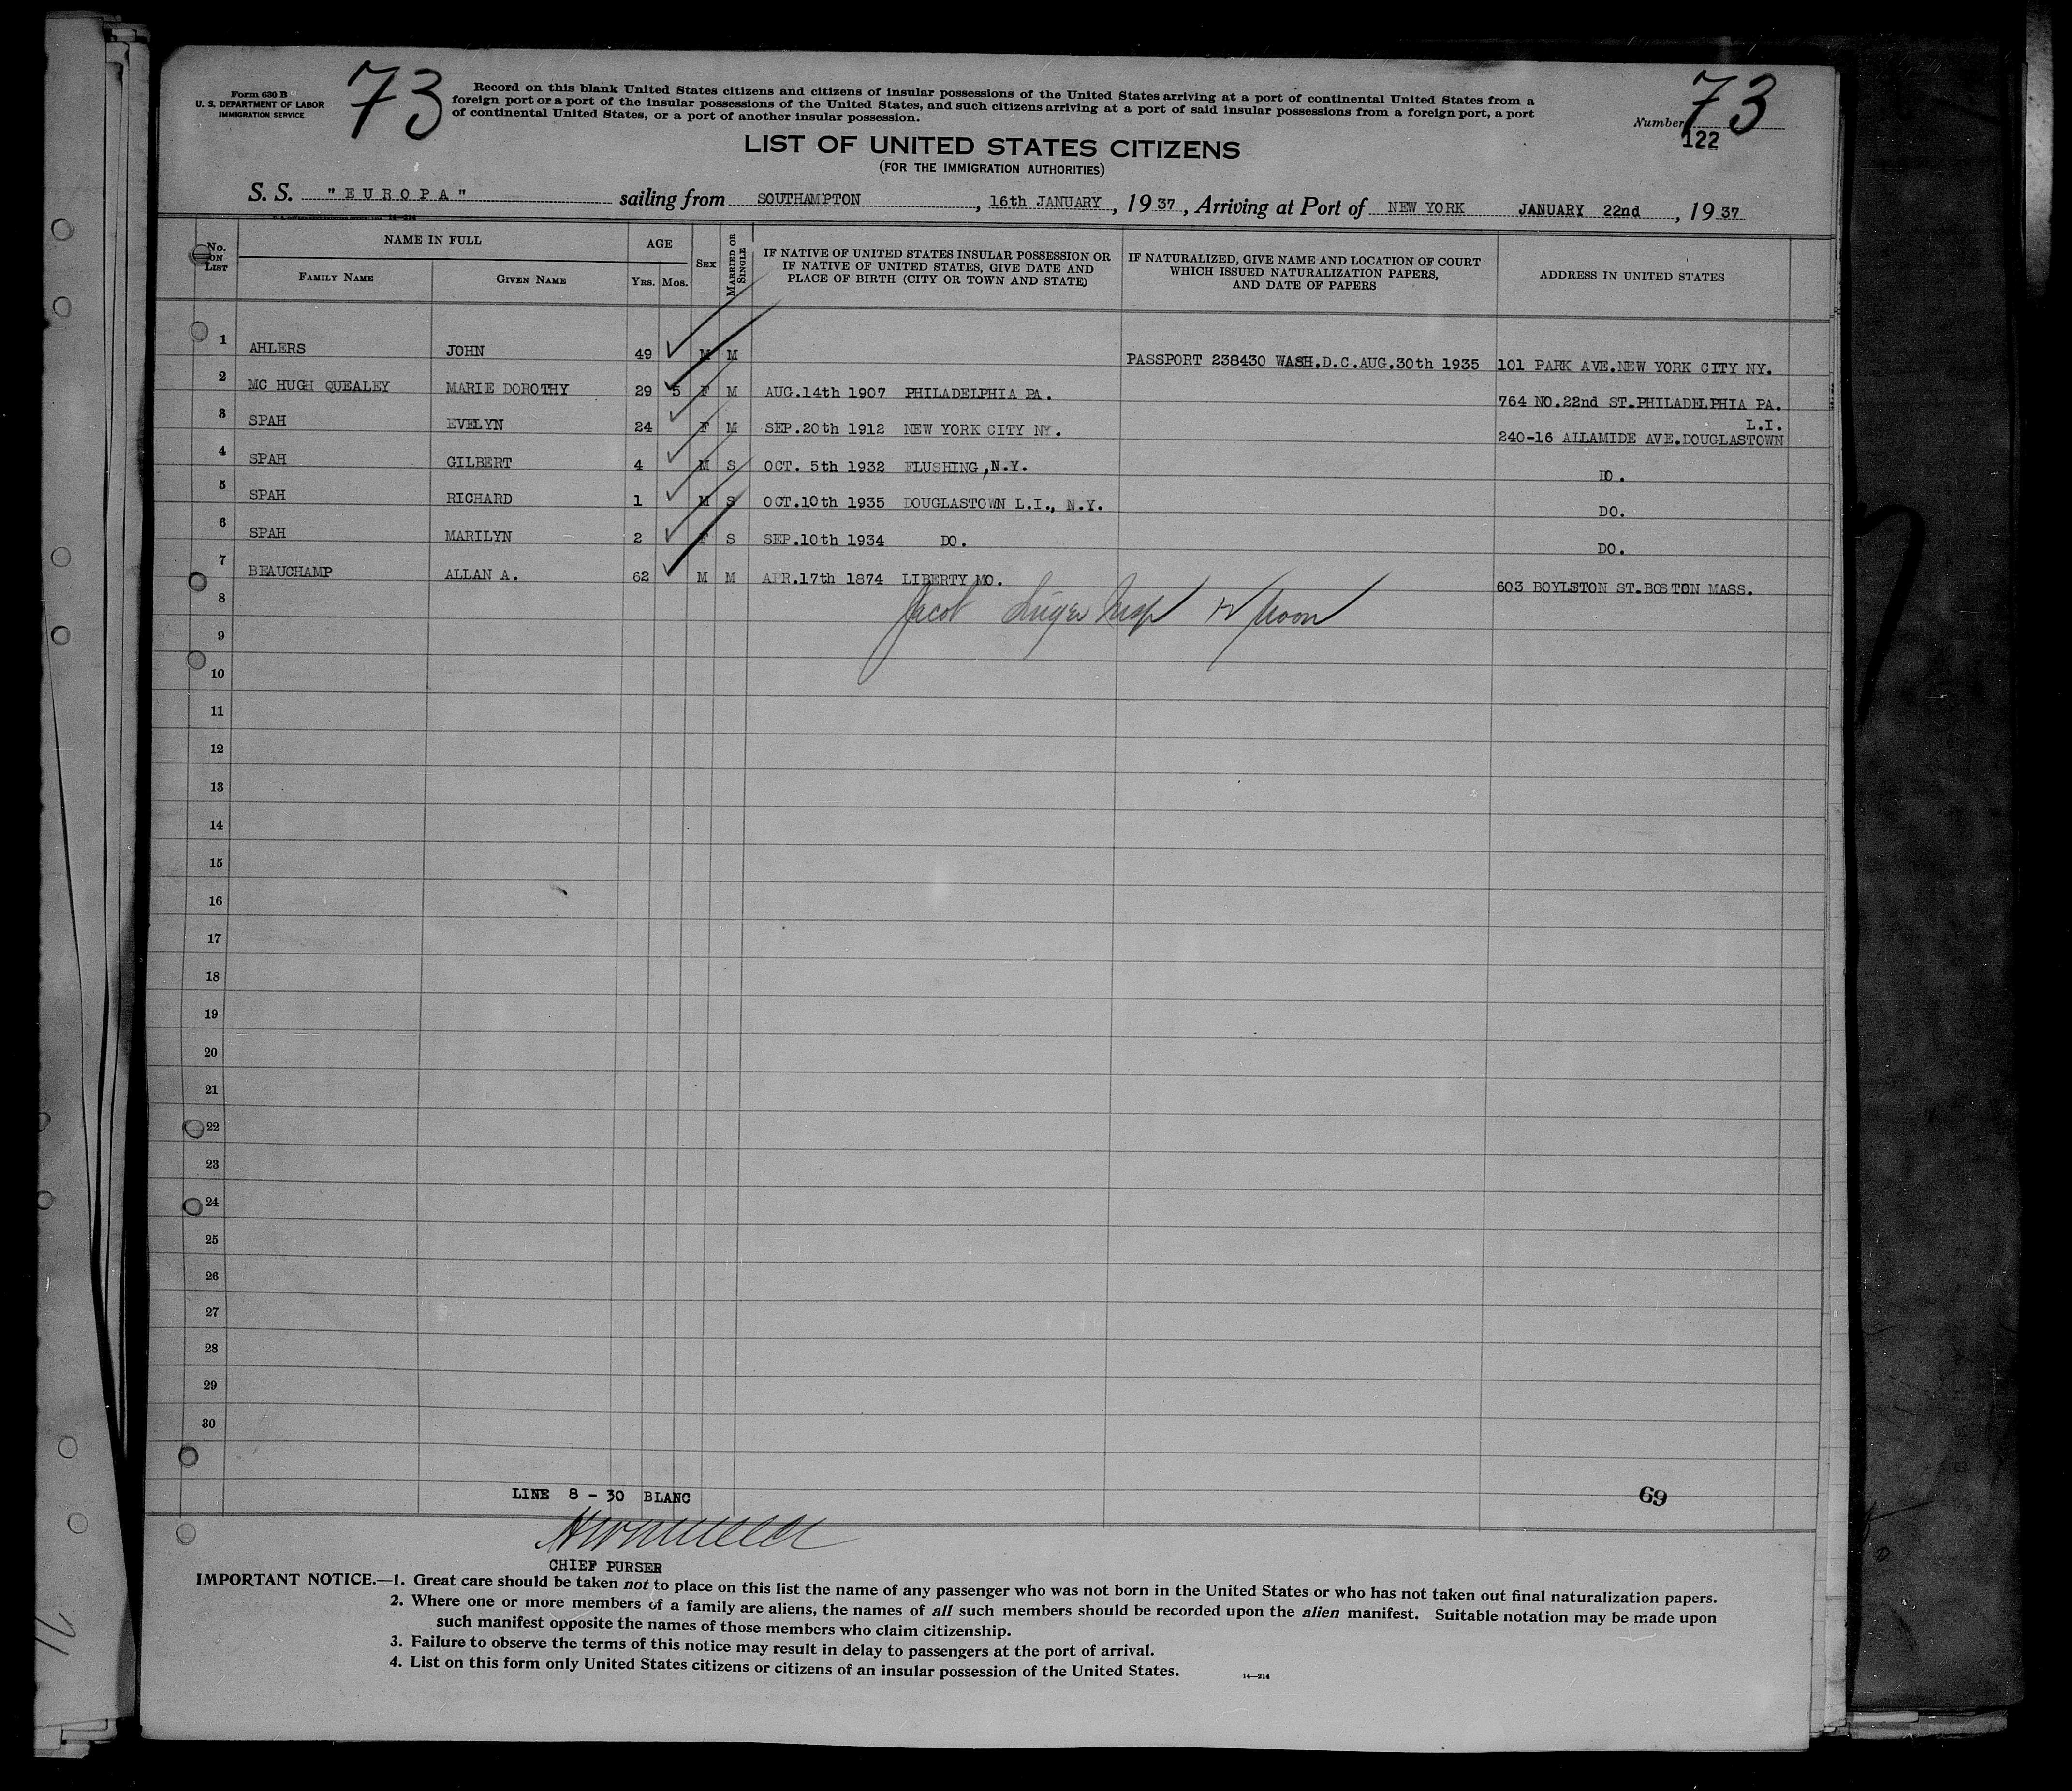 Form 630 B
U. S. DEPARTMENT OF LABOR
IMMIGRATION SERVICE
73
Record on this blank United States citizens and citizens of insular possessions of the United States arriving at a port of continental United States from a
foreign port or a port of the insular possessions of the United States, and such citizens arriving at a port of said insular possessions from a foreign port, a port
of continental United States, or a port of another insular possession.
Number 73
122
LIST OF UNITED STATES CITIZENS
(FOR THE IMMIGRATION AUTHORITIES)
S. S. "EUROPA" sailing from SOUTHAMPTON, 16th JANUARY, 1937, Arriving at Port of NEW YORK JANUARY 22nd, 1937
No. ON LIST
NAME IN FULL
FAMILY NAME
GIVEN NAME
AGE
YRS. MOS.
SEX
MARRIED OR SINGLE
IF NATIVE OF UNITED STATES INSULAR POSSESSION OR
IF NATIVE OF UNITED STATES, GIVE DATE AND
PLACE OF BIRTH (CITY OR TOWN AND STATE)
IF NATURALIZED, GIVE NAME AND LOCATION OF COURT
WHICH ISSUED NATURALIZATION PAPERS,
AND DATE OF PAPERS
ADDRESS IN UNITED STATES
1 AHLERS JOHN 49 M M PASSPORT 238430 WASH.D.C.AUG.30th 1935 101 PARK AVE.NEW YORK CITY NY.
2 MC HUGH QUEALEY MARIE DOROTHY 29 5 F M AUG.14th 1907 PHILADELPHIA PA. 764 NO.22nd ST.PHILADELPHIA PA.
3 SPAH EVELYN 24 F M SEP.20th 1912 NEW YORK CITY NY. 240-16 ALLAMIDE AVE.DOUGLASTOWN L.I.
4 SPAH GILBERT 4 M S OCT. 5th 1932 FLUSHING,N.Y. DO.
5 SPAH RICHARD 1 M S OCT.10th 1935 DOUGLASTOWN L.I., N.Y. DO.
6 SPAH MARILYN 2 F S SEP.10th 1934 DO. DO.
7 BEAUCHAMP ALLAN A. 62 M M APR.17th 1874 LIBERTY MO. 603 BOYLSTON ST.BOSTON MASS.
8
Jacob
9
10
11
12
13
14
15
16
17
18
19
20
21
22
23
24
25
26
27
28
29
30
LINE 8 - 30 BLANC
69
CHIEF PURSER
IMPORTANT NOTICE.—1. Great care should be taken not to place on this list the name of any passenger who was not born in the United States or who has not taken out final naturalization papers.
2. Where one or more members of a family are aliens, the names of all such members should be recorded upon the alien manifest. Suitable notation may be made upon
such manifest opposite the names of those members who claim citizenship.
3. Failure to observe the terms of this notice may result in delay to passengers at the port of arrival.
4. List on this form only United States citizens or citizens of an insular possession of the United States.
14—214